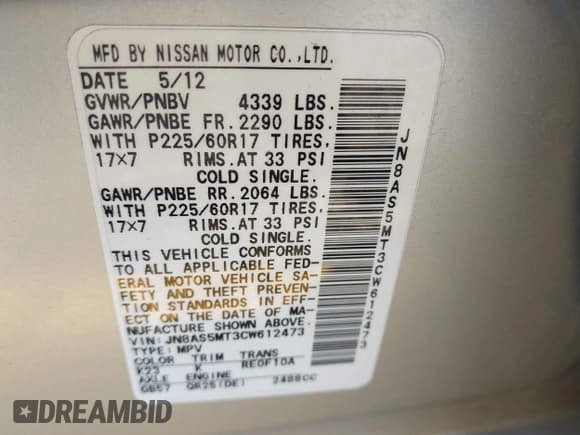 MFD BY NISSAN MOTOR CO.,LTD.
DATE 5/12
GVWR/PNBV 4339 LBS.
GAWR/PNBE FR. 2290 LBS.
WITH P225/60R17 TIRES.
17×7 RIMS. AT 33 PSI
COLD SINGLE.
GAWR/PNBE RR. 2064 LBS.
WITH P225/60R17 TIRES.
17×7 RIMS. AT 33 PSI
COLD SINGLE.
THIS VEHICLE CONFORMS
TO ALL APPLICABLE FED-
ERAL MOTOR VEHICLE SA-
FETY AND THEFT PREVEN-
TION STANDARDS IN EFF-
ECT ON THE DATE OF MA-
NUFACTURE SHOWN ABOVE.
VIN: JN8AS5MT3CW612473
TYPE: MPV
COLOR TRIM TRANS
K23 K RE0F10A
AXLE ENGINE
GB57 QR25(DE) 2488CC
JN8AS5MT3CW612473
DREAMBID